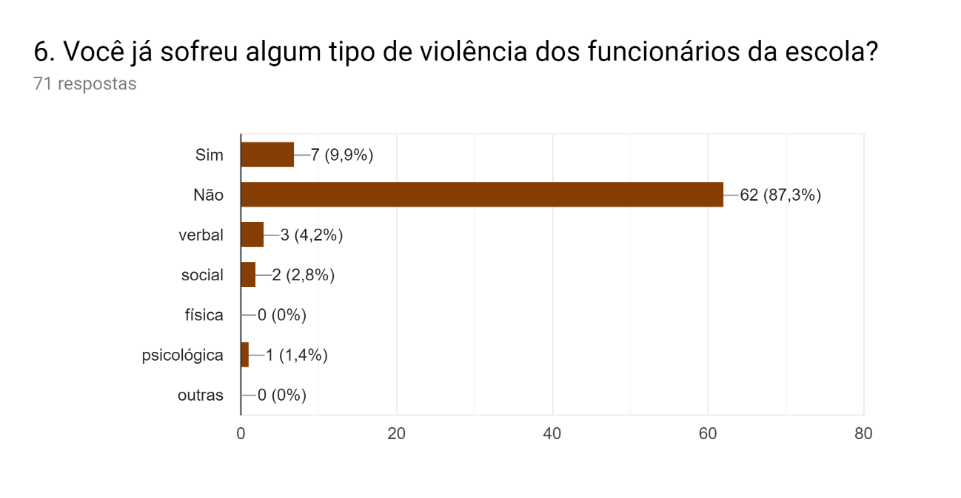 6. Você já sofreu algum tipo de violência dos funcionários da escola?
71 respostas
Sim 7 (9,9%)
Não 62 (87,3%)
verbal 3 (4,2%)
social 2 (2,8%)
física 0 (0%)
psicológica 1 (1,4%)
outras 0 (0%)
0 20 40 60 80